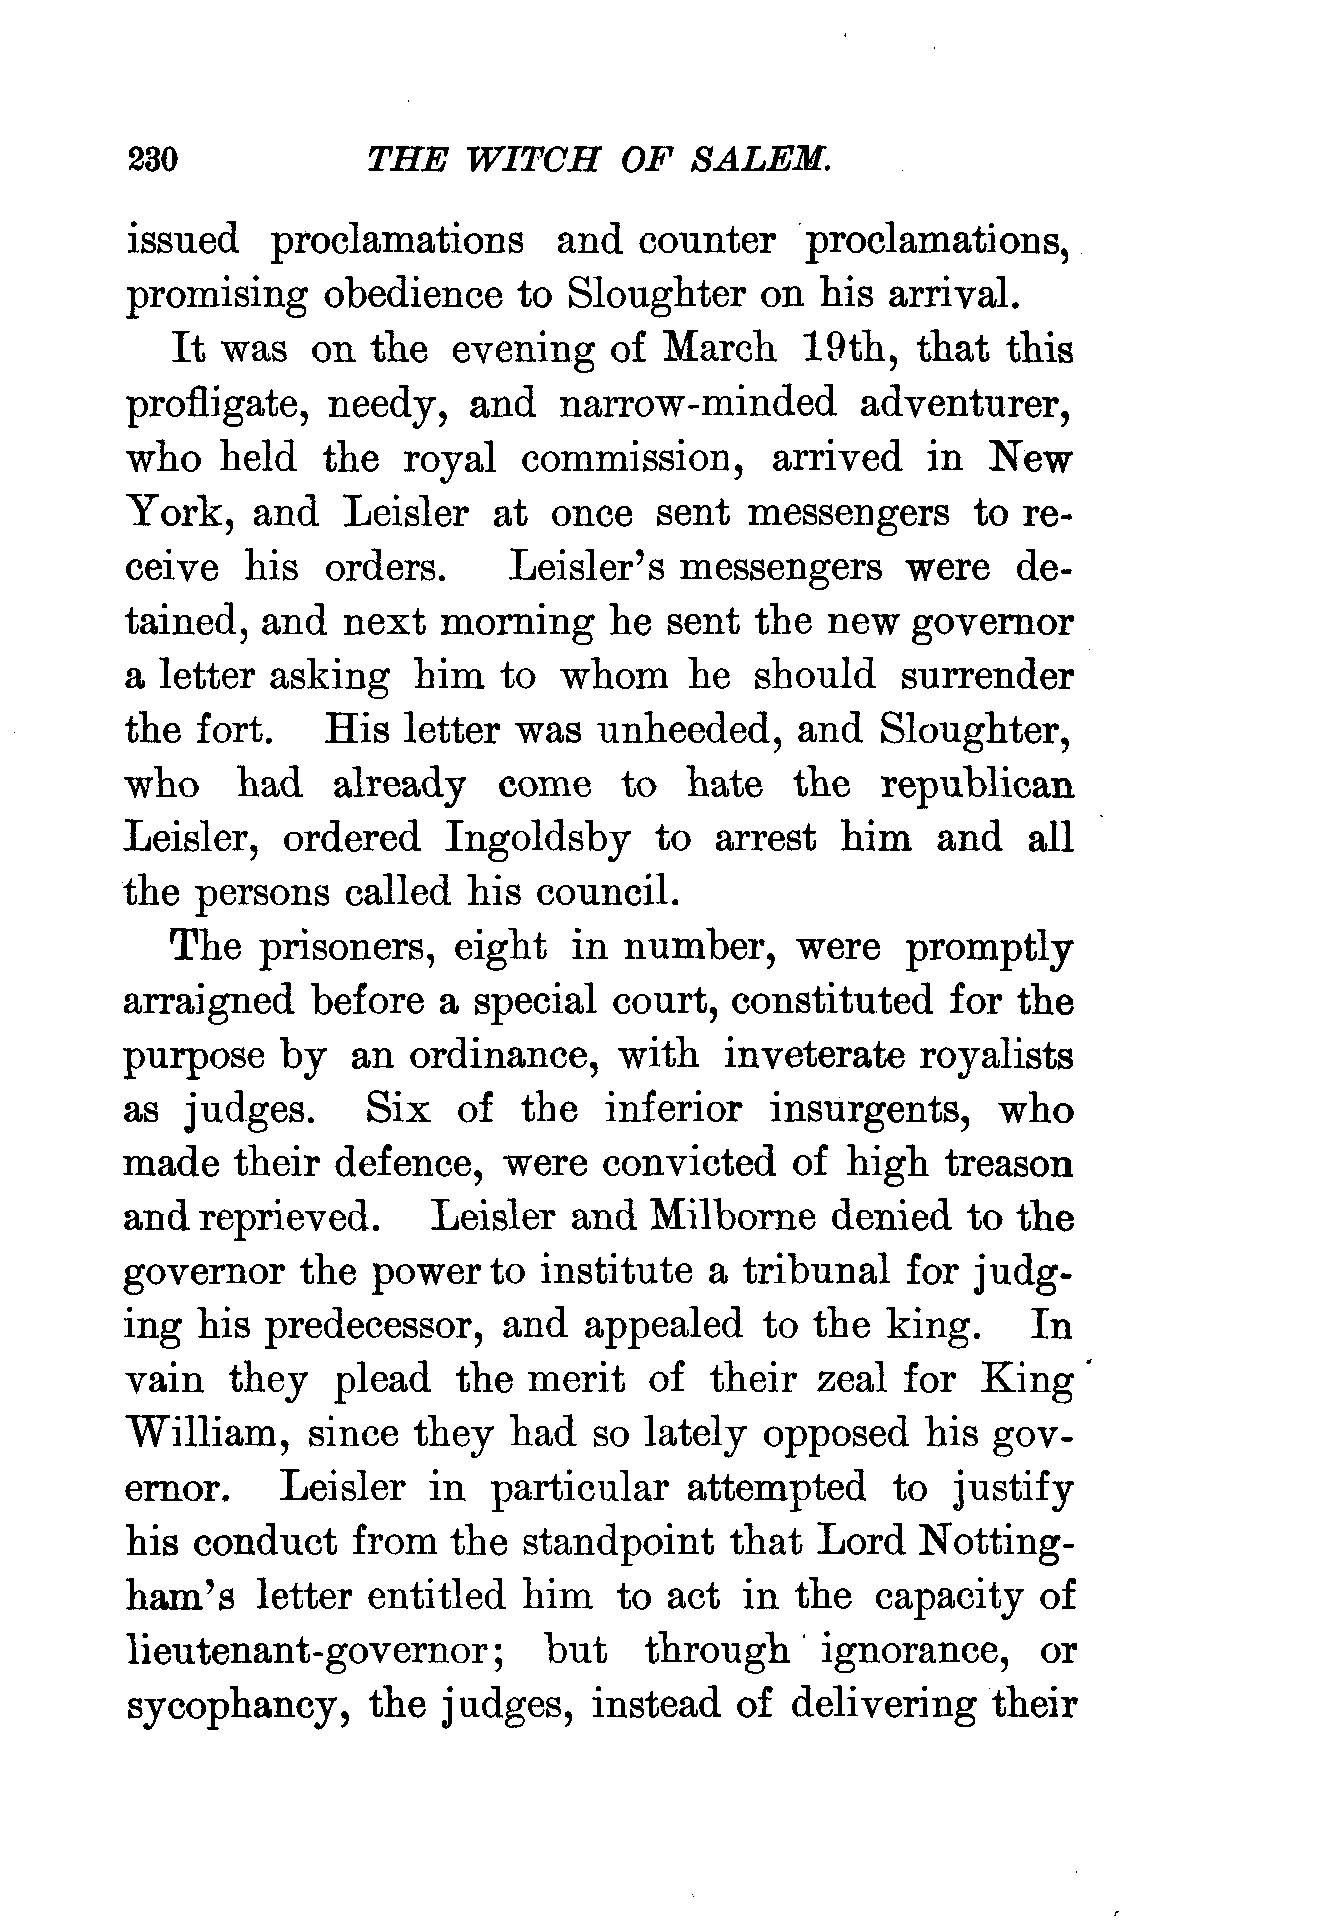 230 THE WITCH OF SALEM.
issued proclamations and counter proclamations,
promising obedience to Sloughter on his arrival.
It was on the evening of March 19th, that this
profligate, needy, and narrow-minded adventurer,
who held the royal commission, arrived in New
York, and Leisler at once sent messengers to re-
ceive his orders. Leisler's messengers were de-
tained, and next morning he sent the new governor
a letter asking him to whom he should surrender
the fort. His letter was unheeded, and Sloughter,
who had already come to hate the republican
Leisler, ordered Ingoldsby to arrest him and all
the persons called his council.
The prisoners, eight in number, were promptly
arraigned before a special court, constituted for the
purpose by an ordinance, with inveterate royalists
as judges. Six of the inferior insurgents, who
made their defence, were convicted of high treason
and reprieved. Leisler and Milborne denied to the
governor the power to institute a tribunal for judg-
ing his predecessor, and appealed to the king. In
vain they plead the merit of their zeal for King
William, since they had so lately opposed his gov-
ernor. Leisler in particular attempted to justify
his conduct from the standpoint that Lord Notting-
ham's letter entitled him to act in the capacity of
lieutenant-governor; but through ignorance, or
sycophancy, the judges, instead of delivering their